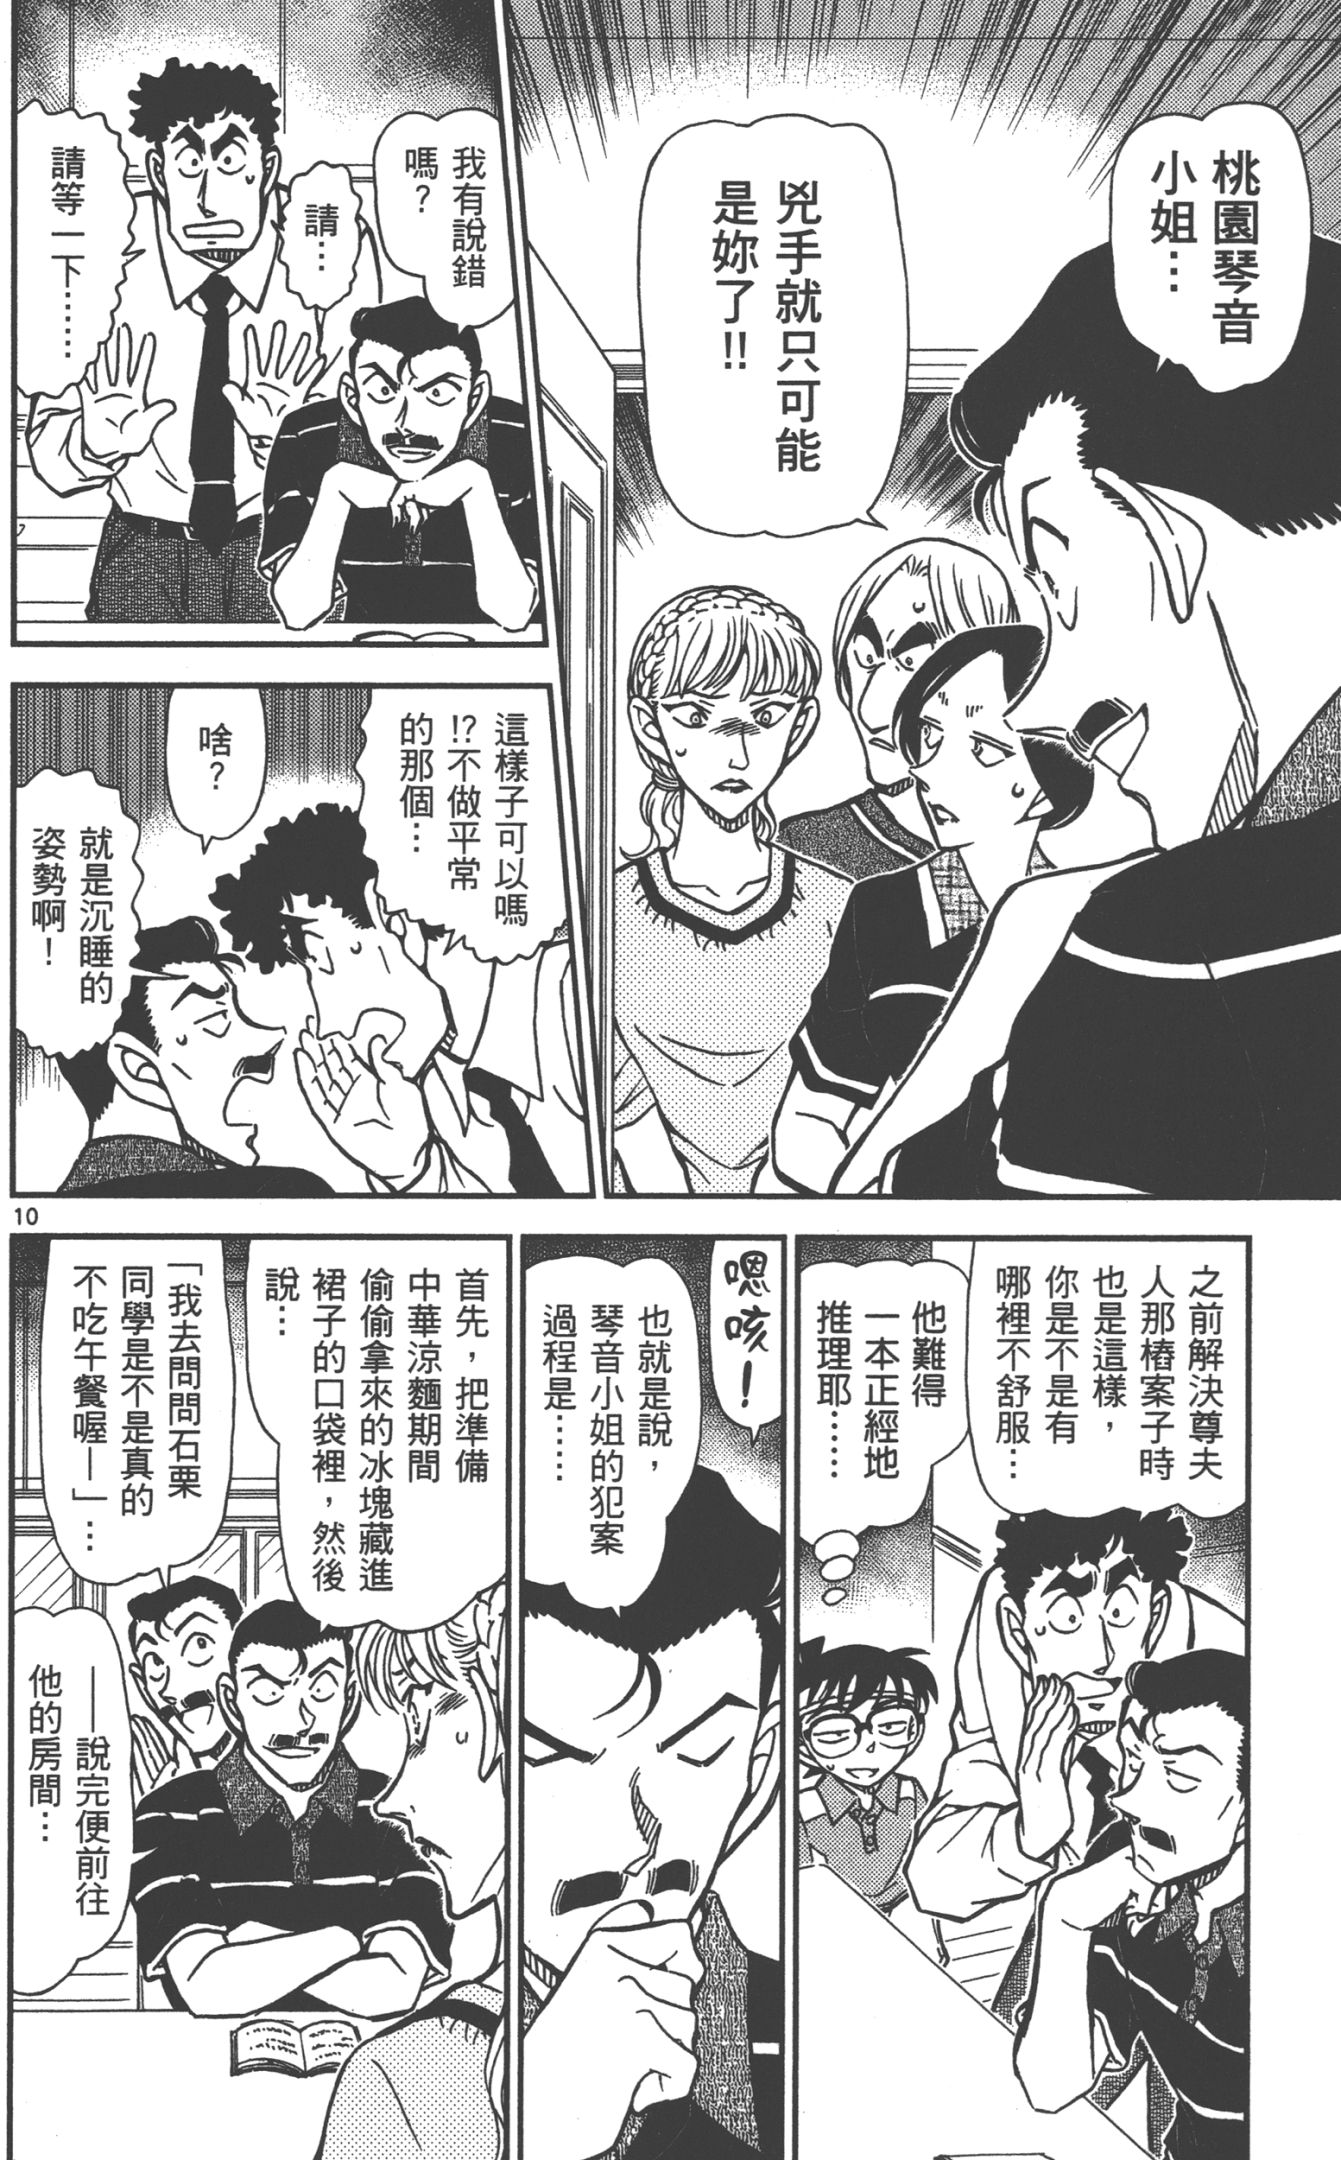 桃園琴音
小姐…
兇手就只可能
是妳了!!
我有說錯
嗎？
請…
請等一下……
這樣子可以嗎
!?不做平常
的那個…
啥？
就是沉睡的
姿勢啊！
10
之前解決尊夫
人那樁案子時
也是這樣，
你是不是有
哪裡不舒服…
他難得
一本正經地
推理耶……
嗯咳！
也就是說，
琴音小姐的犯案
過程是……
首先，把準備
中華涼麵期間
偷偷拿來的冰塊藏進
裙子的口袋裡，然後
說…
「我去問問石栗
同學是不是真的
不吃午餐喔—」…
——說完便前往
他的房間…